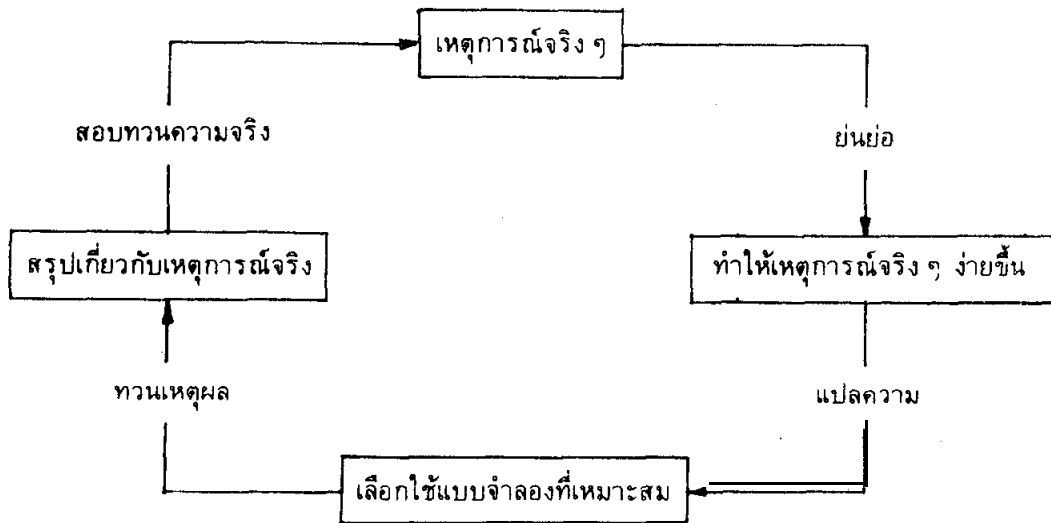 เหตุการณ์จริง ๆ
สอบทวนความจริง
ย่นย่อ
สรุปเกี่ยวกับเหตุการณ์จริง
ทำให้เหตุการณ์จริง ๆ ง่ายขึ้น
ทวนเหตุผล
แปลความ
เลือกใช้แบบจำลองที่เหมาะสม